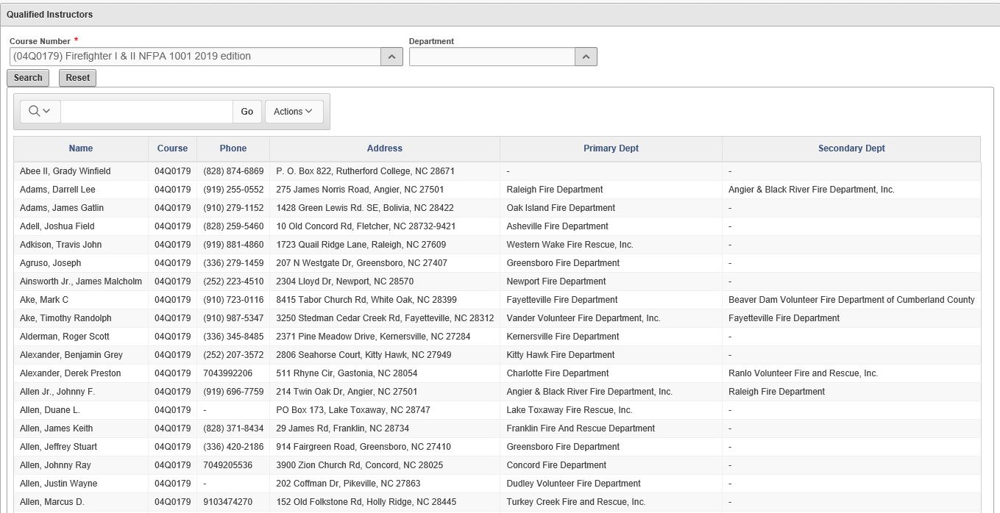 Qualified Instructors
Course Number * Department
(04Q0179) Firefighter I & II NFPA 1001 2019 edition
Search Reset
Go Actions
Name Course Phone Address Primary Dept Secondary Dept
Abee II, Grady Winfield 04Q0179 (828) 874-6869 P. O. Box 822, Rutherford College, NC 28671 - -
Adams, Darrell Lee 04Q0179 (919) 255-0552 275 James Norris Road, Angier, NC 27501 Raleigh Fire Department Angier & Black River Fire Department, Inc.
Adams, James Gatlin 04Q0179 (910) 279-1152 1428 Green Lewis Rd. SE, Bolivia, NC 28422 Oak Island Fire Department -
Adell, Joshua Field 04Q0179 (828) 259-5460 10 Old Concord Rd, Fletcher, NC 28732-9421 Asheville Fire Department -
Adkison, Travis John 04Q0179 (919) 881-4860 1723 Quail Ridge Lane, Raleigh, NC 27609 Western Wake Fire Rescue, Inc. -
Agruso, Joseph 04Q0179 (336) 279-1459 207 N Westgate Dr, Greensboro, NC 27407 Greensboro Fire Department -
Ainsworth Jr., James Malcholm 04Q0179 (252) 223-4510 2304 Lloyd Dr, Newport, NC 28570 Newport Fire Department -
Ake, Mark C 04Q0179 (910) 723-0116 8415 Tabor Church Rd, White Oak, NC 28399 Fayetteville Fire Department Beaver Dam Volunteer Fire Department of Cumberland County
Ake, Timothy Randolph 04Q0179 (910) 987-5347 3250 Stedman Cedar Creek Rd, Fayetteville, NC 28312 Vander Volunteer Fire Department, Inc. Fayetteville Fire Department
Alderman, Roger Scott 04Q0179 (336) 345-8485 2371 Pine Meadow Drive, Kernersville, NC 27284 Kernersville Fire Department -
Alexander, Benjamin Grey 04Q0179 (252) 207-3572 2806 Seahorse Court, Kitty Hawk, NC 27949 Kitty Hawk Fire Department -
Alexander, Derek Preston 04Q0179 7043992206 511 Rhyne Cir, Gastonia, NC 28054 Charlotte Fire Department Ranlo Volunteer Fire and Rescue, Inc.
Allen Jr., Johnny F. 04Q0179 (919) 696-7759 214 Twin Oak Dr, Angier, NC 27501 Angier & Black River Fire Department, Inc. Raleigh Fire Department
Allen, Duane L. 04Q0179 - PO Box 173, Lake Toxaway, NC 28747 Lake Toxaway Fire Rescue, Inc. -
Allen, James Keith 04Q0179 (828) 371-8434 29 James Rd, Franklin, NC 28734 Franklin Fire And Rescue Department -
Allen, Jeffrey Stuart 04Q0179 (336) 420-2186 914 Fairgreen Road, Greensboro, NC 27410 Greensboro Fire Department -
Allen, Johnny Ray 04Q0179 7049205536 3900 Zion Church Rd, Concord, NC 28025 Concord Fire Department -
Allen, Justin Wayne 04Q0179 - 202 Coffman Dr, Pikeville, NC 27863 Dudley Volunteer Fire Department -
Allen, Marcus D. 04Q0179 9103474270 152 Old Folkstone Rd, Holly Ridge, NC 28445 Turkey Creek Fire and Rescue, Inc. -